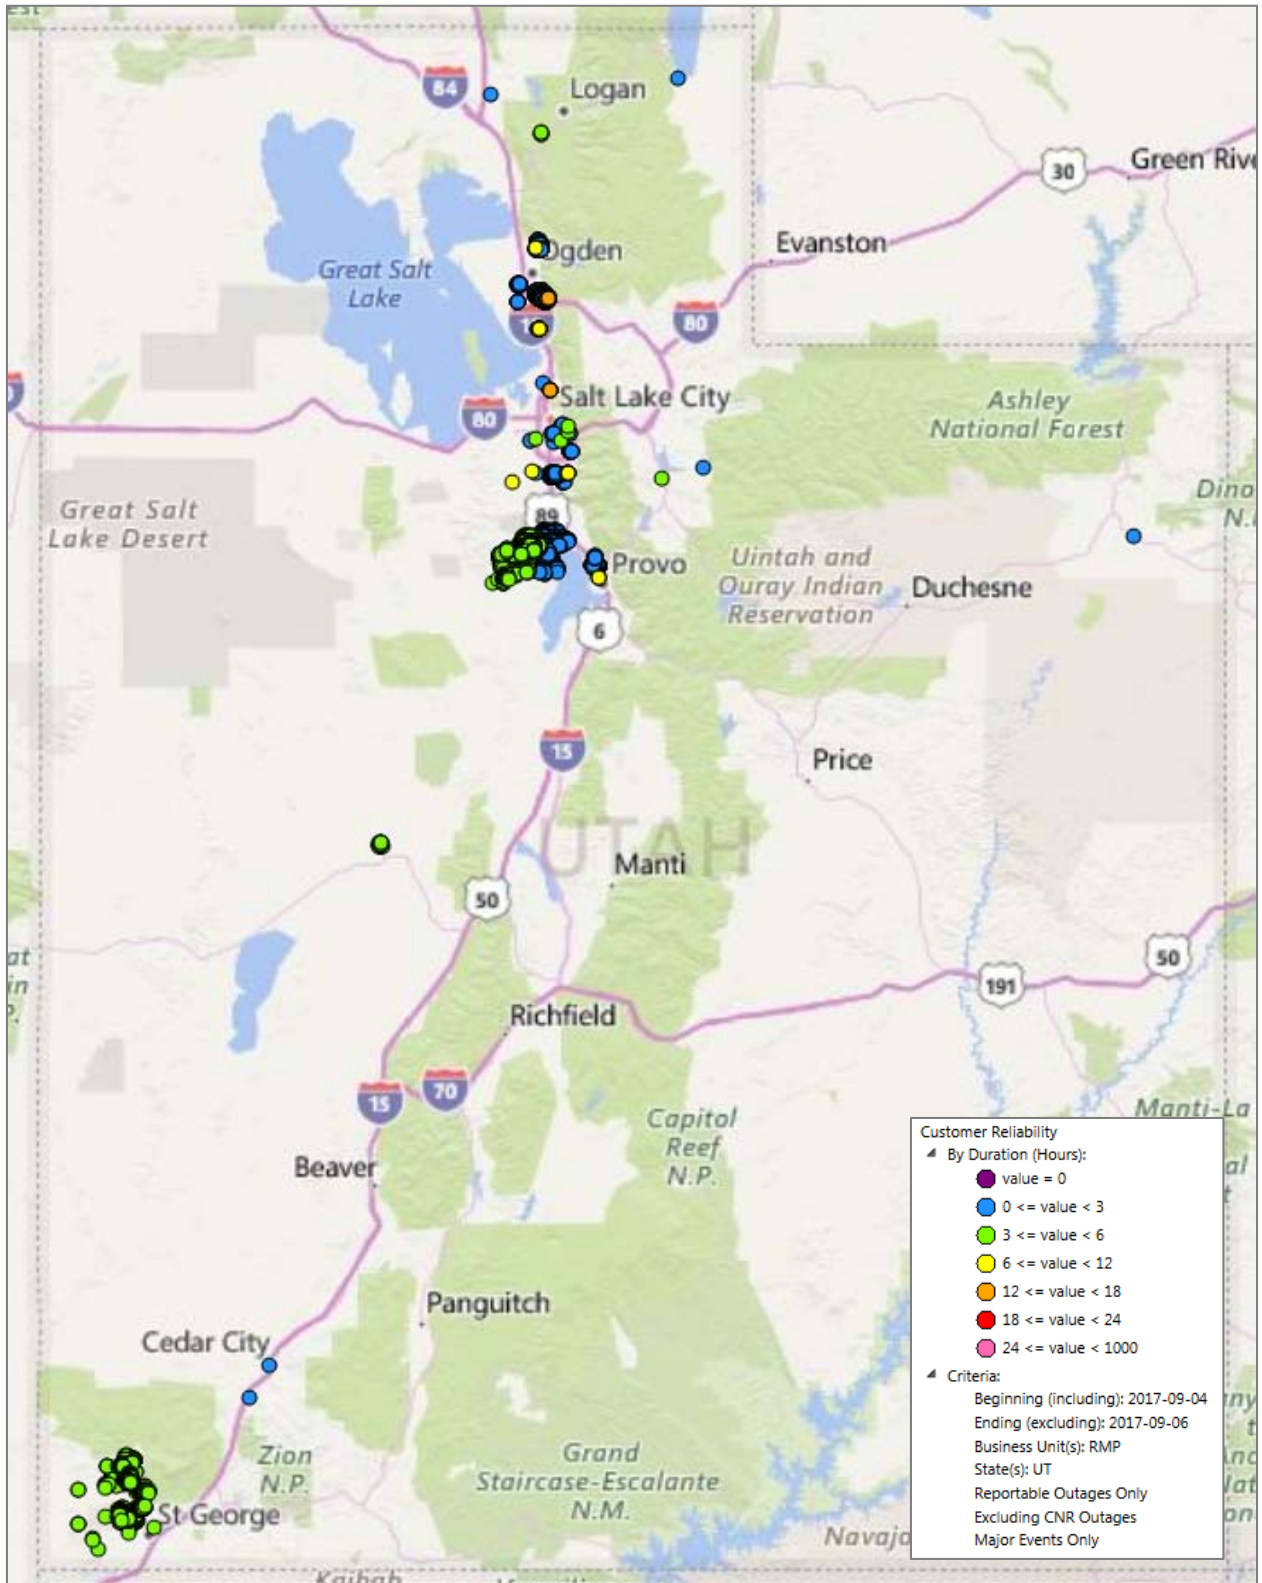 84
Logan
30
Green Rive
Ogden
Evanston
Great Salt
Lake
80
Salt Lake City
80
Ashley
National Forest
Great Salt
Lake Desert
Dino
N.
89
Provo
Uintah and
Ouray Indian
Reservation
Duchesne
6
15
Price
UTAH
Manti
50
at
in
P.
50
191
Richfield
15
70
Capitol
Reef
N.P.
Manti-La
al
Beaver
Panguitch
Cedar City
Zion
N.P.
Grand
Staircase-Escalante
N.M.
St George
Navajo
Kaibab
Customer Reliability
By Duration (Hours):
value = 0
0 <= value < 3
3 <= value < 6
6 <= value < 12
12 <= value < 18
18 <= value < 24
24 <= value < 1000
Criteria:
Beginning (including): 2017-09-04
Ending (excluding): 2017-09-06
Business Unit(s): RMP
State(s): UT
Reportable Outages Only
Excluding CNR Outages
Major Events Only